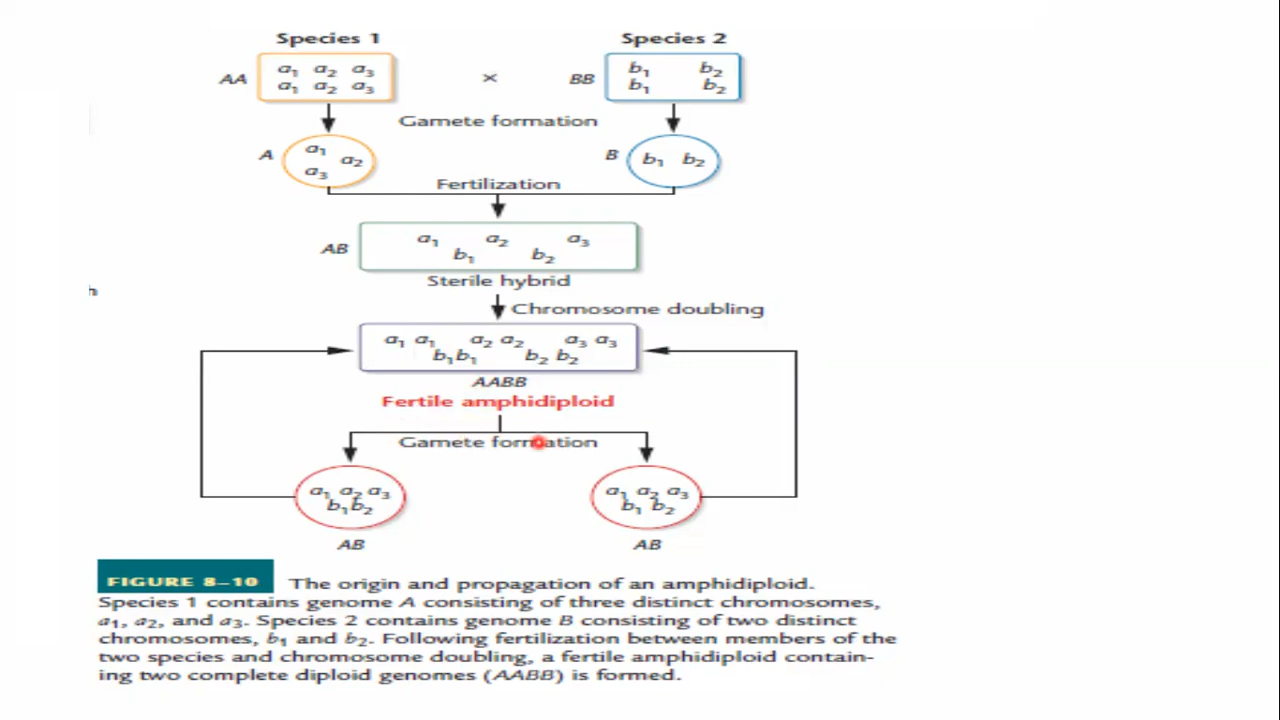 Species 1
Species 2
AA
a1 a2 a3
a1 a2 a3
×
BB
b1 b2
b1 b2
Gamete formation
A
a1 a2
a3
B
b1 b2
Fertilization
AB
a1 a2 a3
b1 b2
Sterile hybrid
h
Chromosome doubling
a1 a1 a2 a2 a3 a3
b1 b1 b2 b2
AABB
Fertile amphidiploid
Gamete formation
a1 a2 a3
b1 b2
a1 a2 a3
b1 b2
AB
AB
FIGURE 8–10 The origin and propagation of an amphidiploid.
Species 1 contains genome A consisting of three distinct chromosomes,
a1, a2, and a3. Species 2 contains genome B consisting of two distinct
chromosomes, b1 and b2. Following fertilization between members of the
two species and chromosome doubling, a fertile amphidiploid contain-
ing two complete diploid genomes (AABB) is formed.